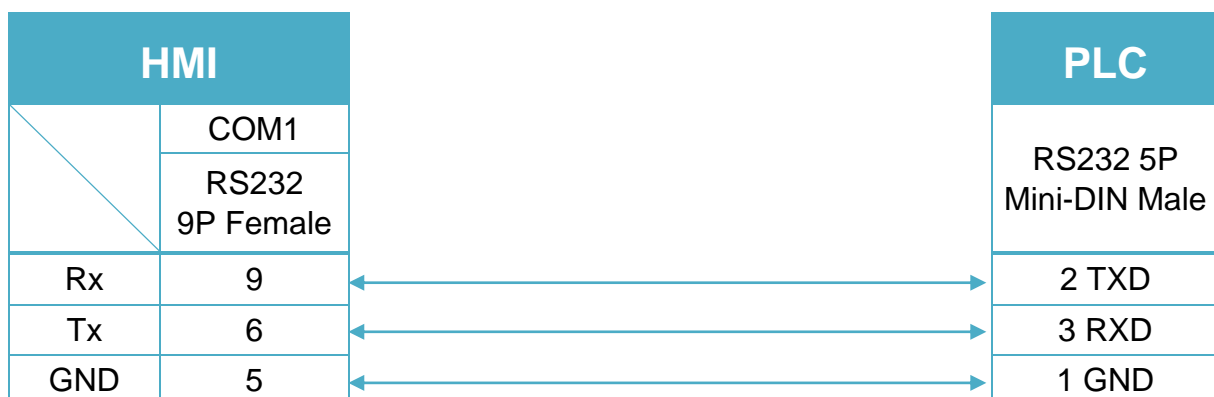 HMI
PLC
COM1
RS232
9P Female
RS232 5P
Mini-DIN Male
Rx 9 2 TXD
Tx 6 3 RXD
GND 5 1 GND